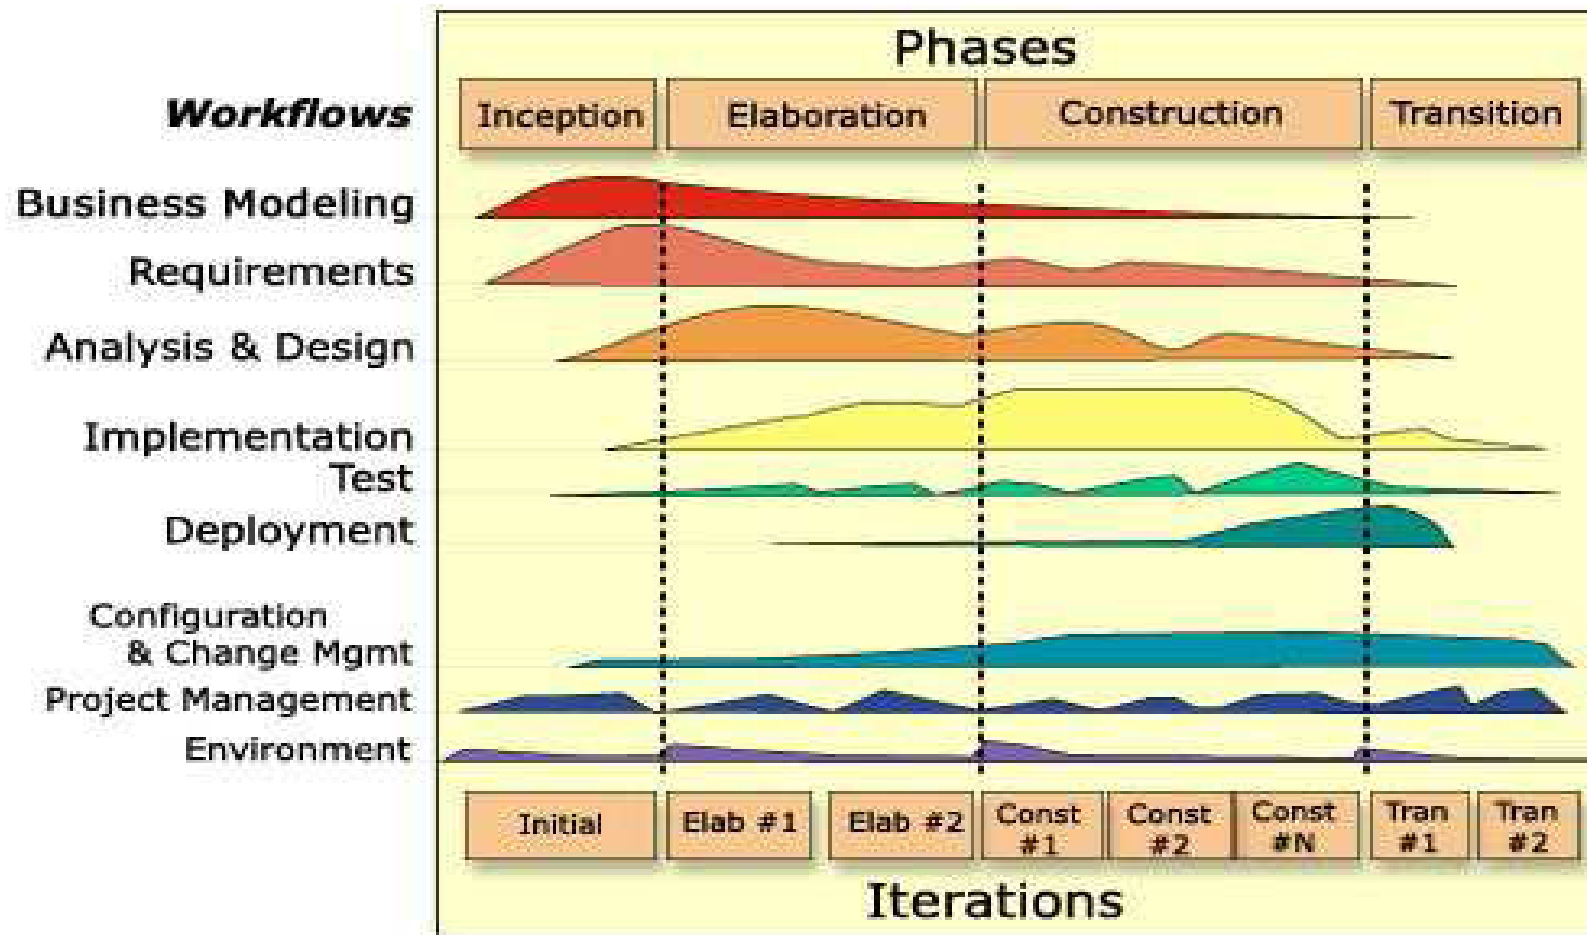 Phases
Workflows
Inception
Elaboration
Construction
Transition
Business Modeling
Requirements
Analysis & Design
Implementation
Test
Deployment
Configuration
& Change Mgmt
Project Management
Environment
Initial
Elab #1
Elab #2
Const
#1
Const
#2
Const
#N
Tran
#1
Tran
#2
Iterations